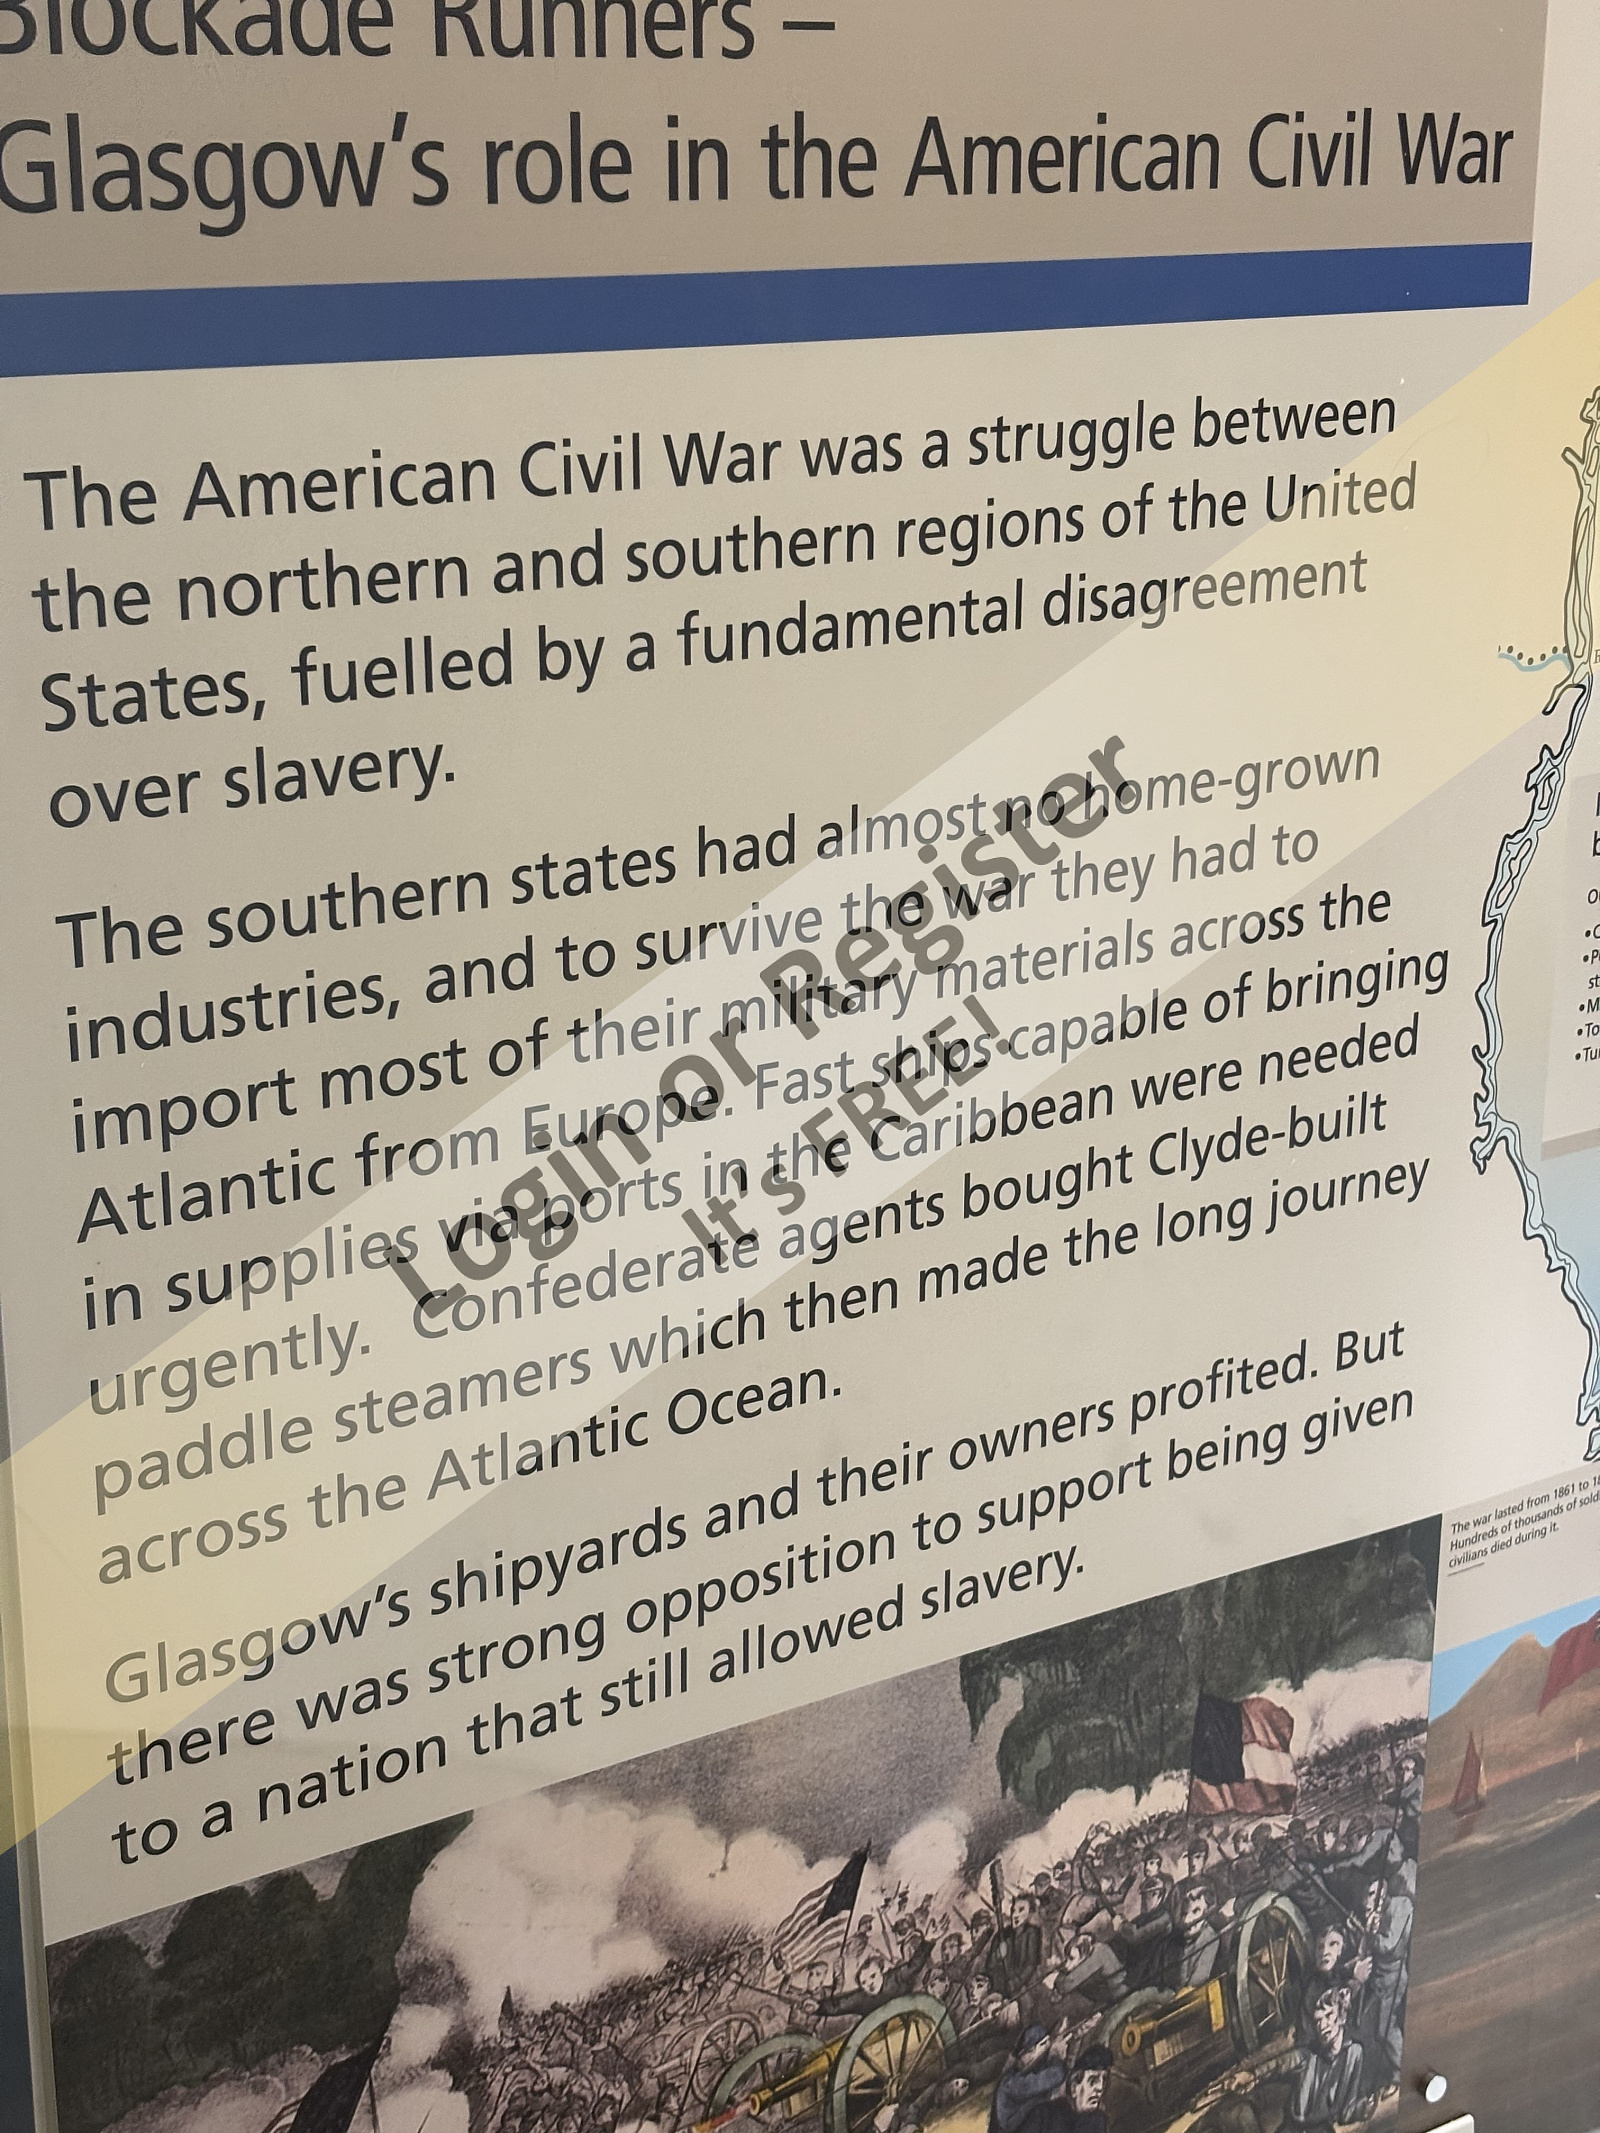 Blockade Runners –
Glasgow's role in the American Civil War
The American Civil War was a struggle between
the northern and southern regions of the United
States, fuelled by a fundamental disagreement
over slavery.
The southern states had almost no home-grown
industries, and to survive the war they had to
import most of their military materials across the
Atlantic from Europe. Fast ships capable of bringing
in supplies via ports in the Caribbean were needed
urgently. Confederate agents bought Clyde-built
paddle steamers which then made the long journey
across the Atlantic Ocean.
Glasgow's shipyards and their owners profited. But
there was strong opposition to support being given
to a nation that still allowed slavery.
Login or Register
It's FREE!
The war lasted from 1861 to
Hundreds of thousands of
civilians died during it.